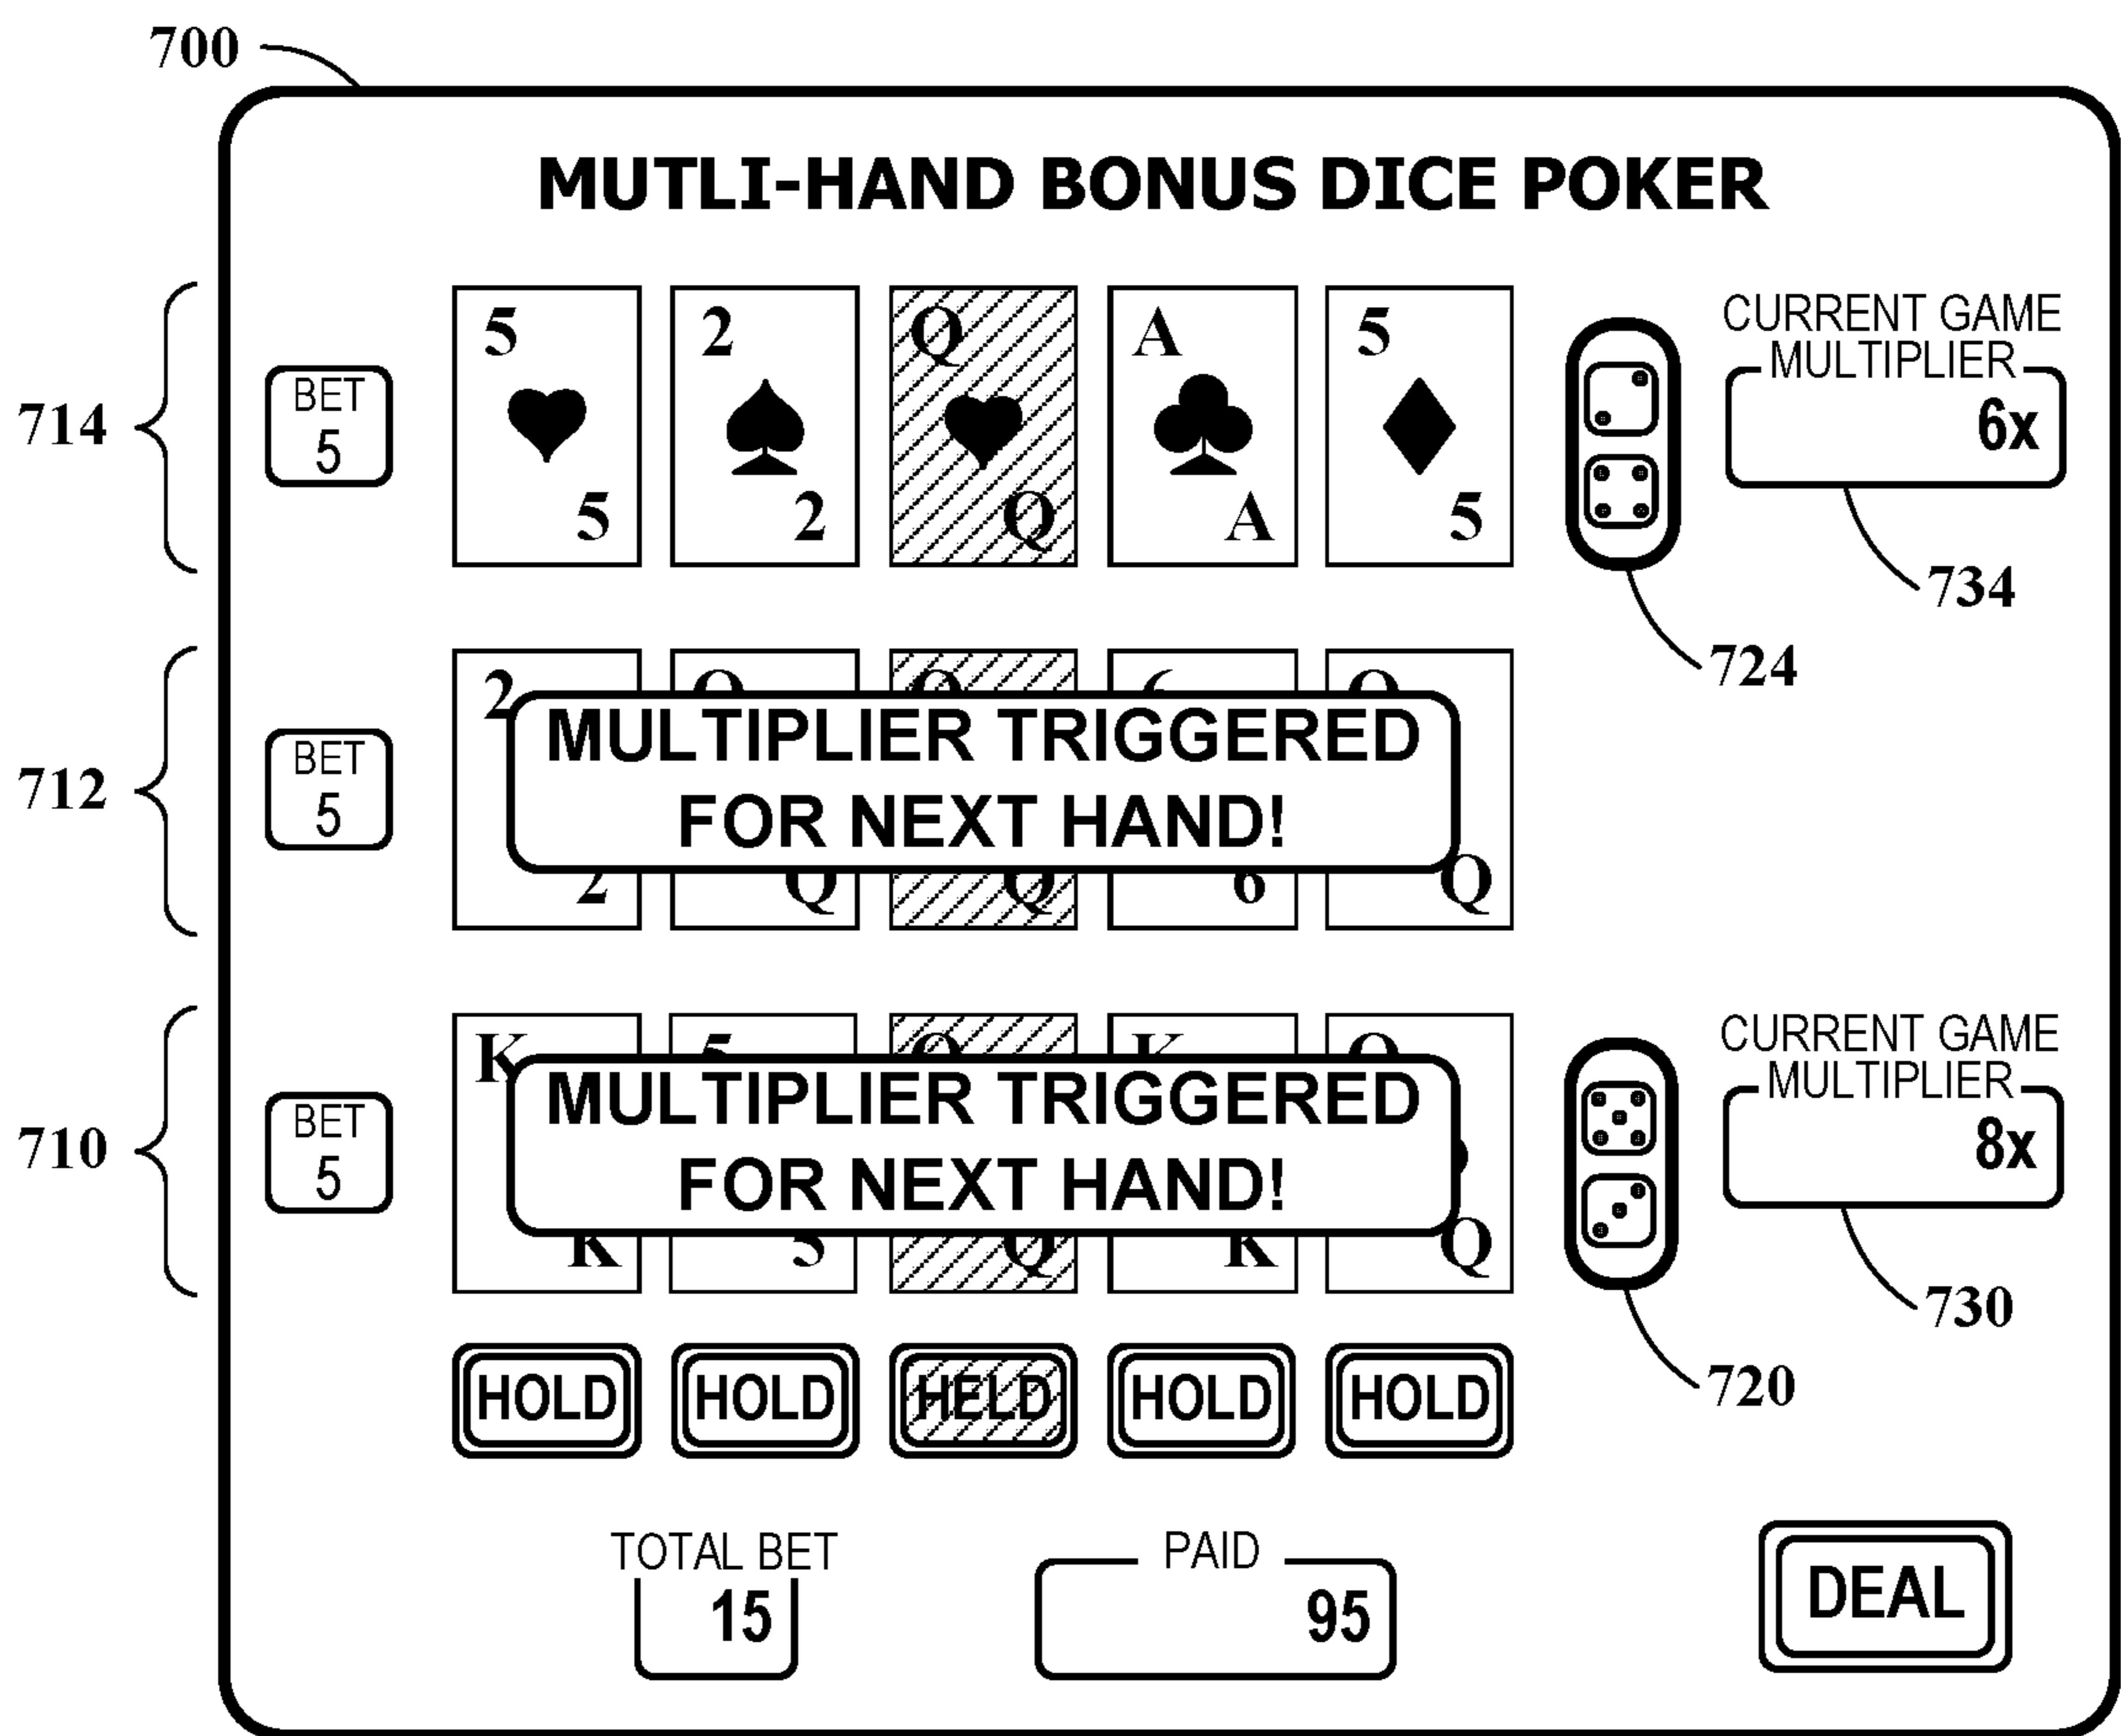 700
MUTLI-HAND BONUS DICE POKER
714
BET
5
5 2 Q A 5
5 2 Q A 5
CURRENT GAME
MULTIPLIER
6x
734
724
712
BET
5
2 Q Q 6 Q
MULTIPLIER TRIGGERED
FOR NEXT HAND!
2 Q Q 6 Q
710
BET
5
K 5 Q K Q
MULTIPLIER TRIGGERED
FOR NEXT HAND!
K 5 Q K Q
CURRENT GAME
MULTIPLIER
8x
730
720
HOLD HOLD HELD HOLD HOLD
TOTAL BET
15
PAID
95
DEAL